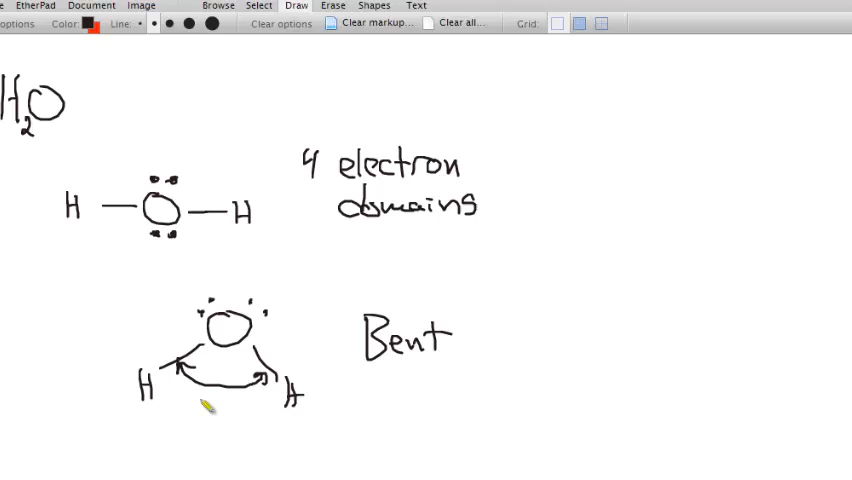 e EtherPad Document Image Browse Select Draw Erase Shapes Text
options Color: Line: Clear options Clear markup... Clear all... Grid:
H2O
4 electron
domains
H — O — H
O
H H
Bent